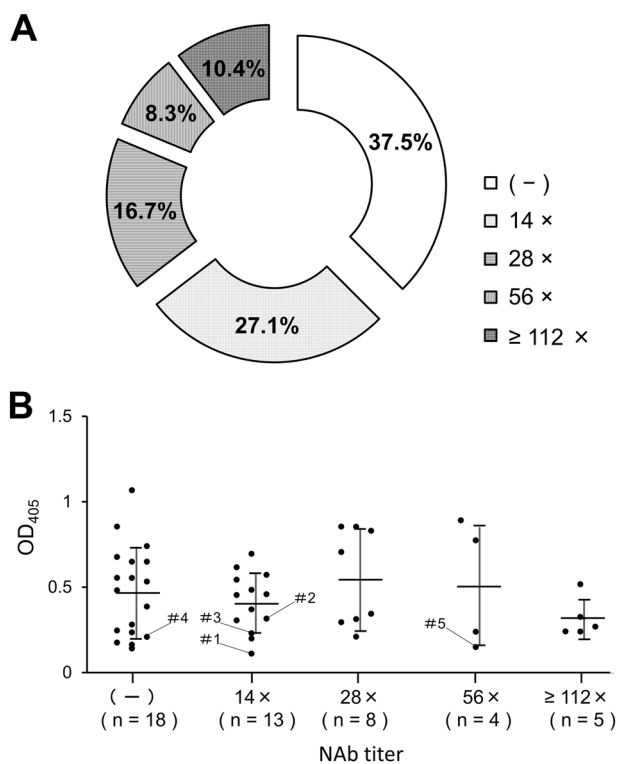 A
10.4%
8.3%
37.5%
16.7%
27.1%
( − )
14 ×
28 ×
56 ×
≥ 112 ×
B
1.5
1
0.5
0
OD405
#4
#3
#2
#1
#5
( − ) 14× 28× 56× ≥ 112×
( n = 18 ) ( n = 13 ) ( n = 8 ) ( n = 4 ) ( n = 5 )
NAb titer